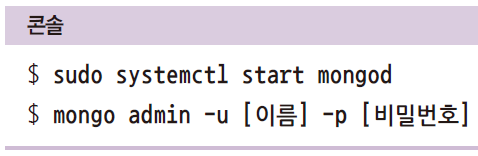 콘솔
$ sudo systemctl start mongod
$ mongo admin -u [이름] -p [비밀번호]